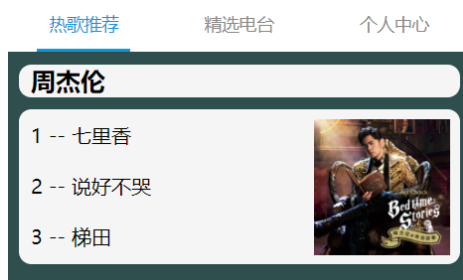 热歌推荐 精选电台 个人中心
周杰伦
1 -- 七里香
2 -- 说好不哭
3 -- 梯田
Bedtime
Stories